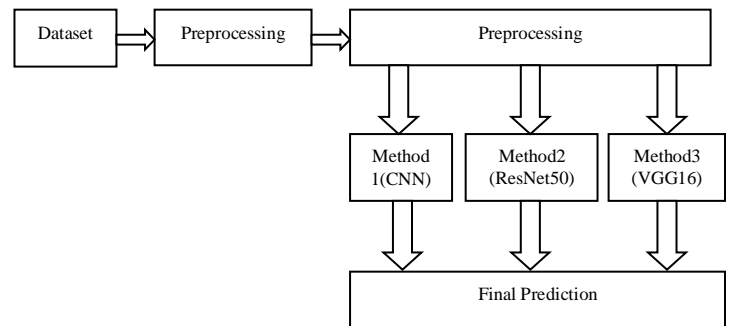 Dataset
Preprocessing
Preprocessing
Method
1(CNN)
Method2
(ResNet50)
Method3
(VGG16)
Final Prediction